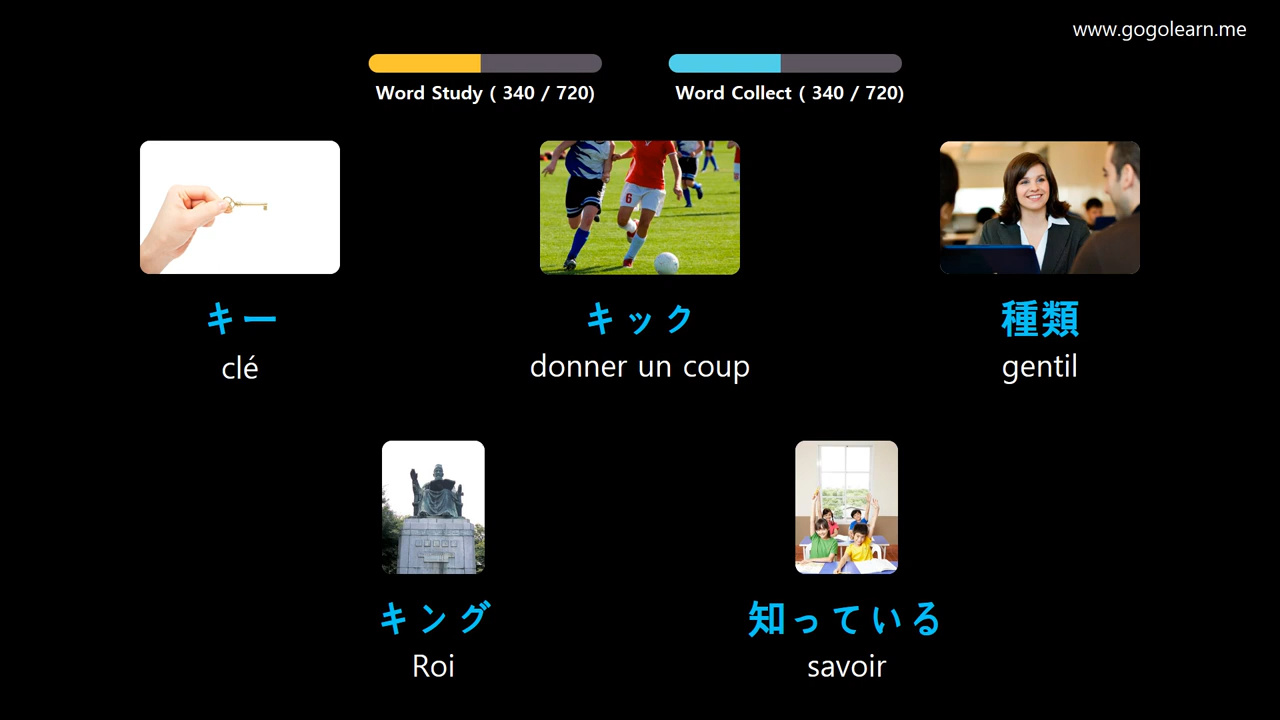 www.gogolearn.me
Word Study ( 340 / 720)
Word Collect ( 340 / 720)
キー
clé
キック
donner un coup
種類
gentil
キング
Roi
知っている
savoir